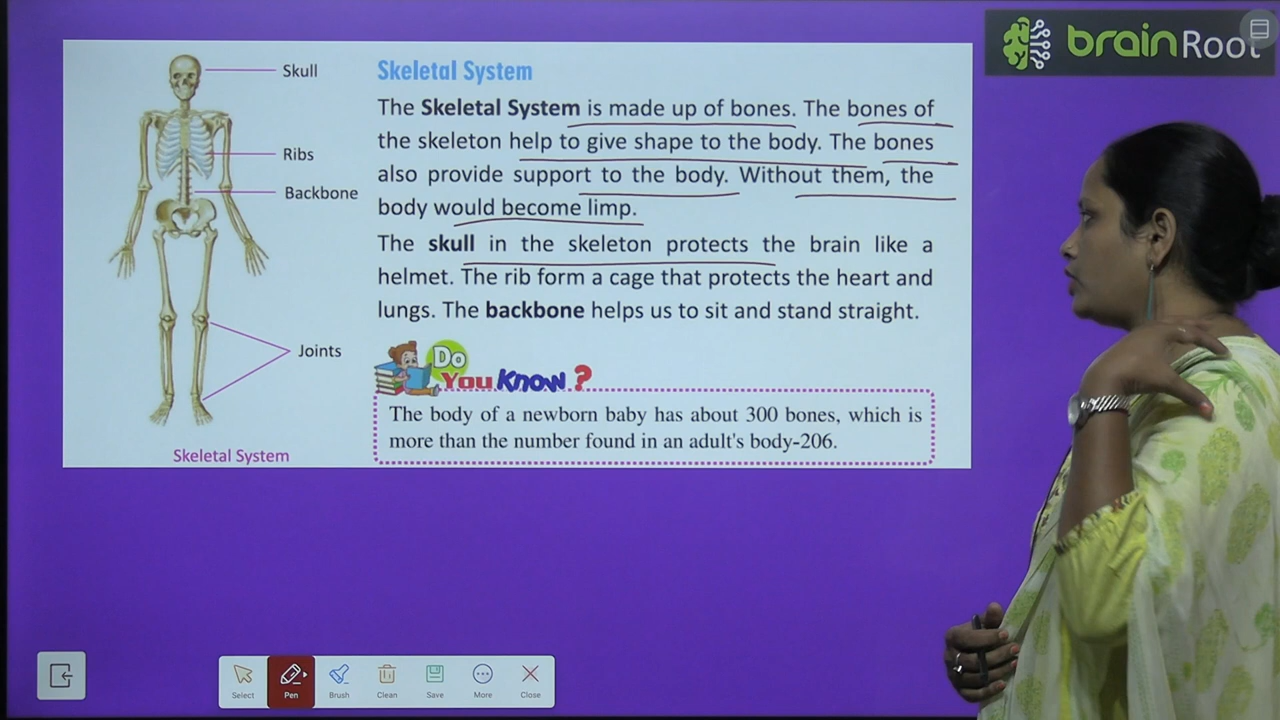 brainRoot
Skull
Ribs
Backbone
Joints
Skeletal System
Skeletal System
The Skeletal System is made up of bones. The bones of
the skeleton help to give shape to the body. The bones
also provide support to the body. Without them, the
body would become limp.
The skull in the skeleton protects the brain like a
helmet. The rib form a cage that protects the heart and
lungs. The backbone helps us to sit and stand straight.
Do
You Know ?
The body of a newborn baby has about 300 bones, which is
more than the number found in an adult's body-206.
Select Pen Brush Clean Save More Close